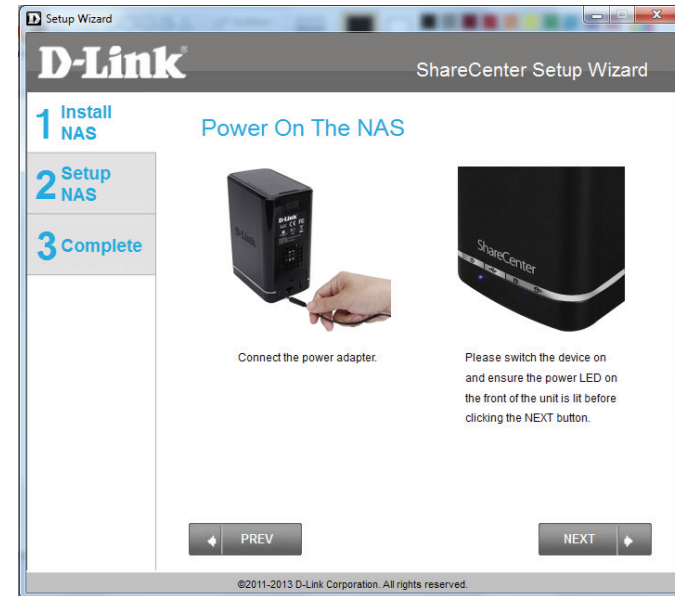 Setup Wizard
D-Link
ShareCenter Setup Wizard
1 Install
NAS
2 Setup
NAS
3 Complete
Power On The NAS
D-Link
D-Link
ShareCenter
Connect the power adapter.
Please switch the device on
and ensure the power LED on
the front of the unit is lit before
clicking the NEXT button.
PREV
NEXT
©2011-2013 D-Link Corporation. All rights reserved.